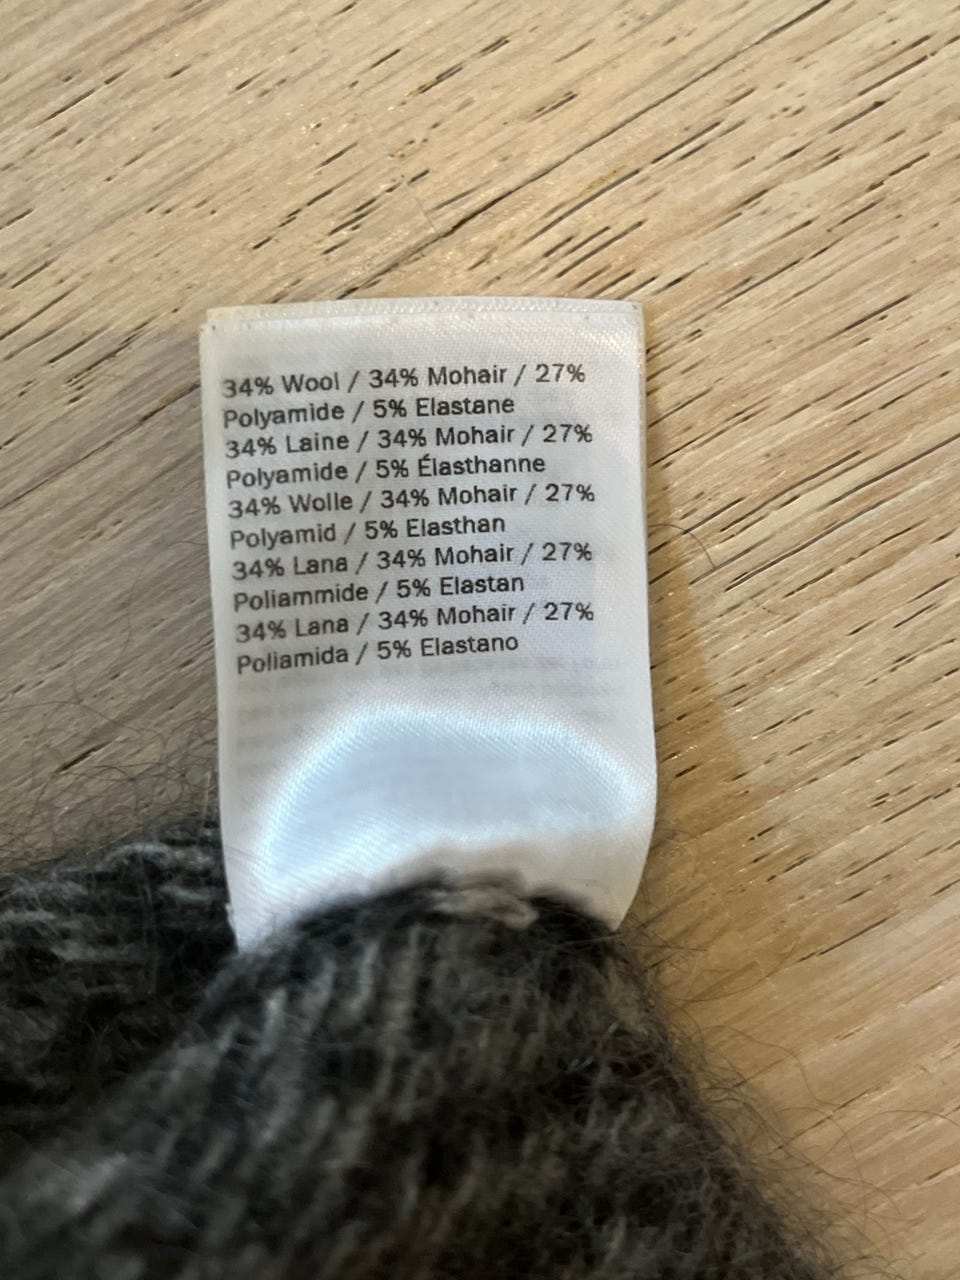 34% Wool / 34% Mohair / 27%
Polyamide / 5% Elastane
34% Laine / 34% Mohair / 27%
Polyamide / 5% Élasthanne
34% Wolle / 34% Mohair / 27%
Polyamid / 5% Elasthan
34% Lana / 34% Mohair / 27%
Poliammide / 5% Elastan
34% Lana / 34% Mohair / 27%
Poliamida / 5% Elastano